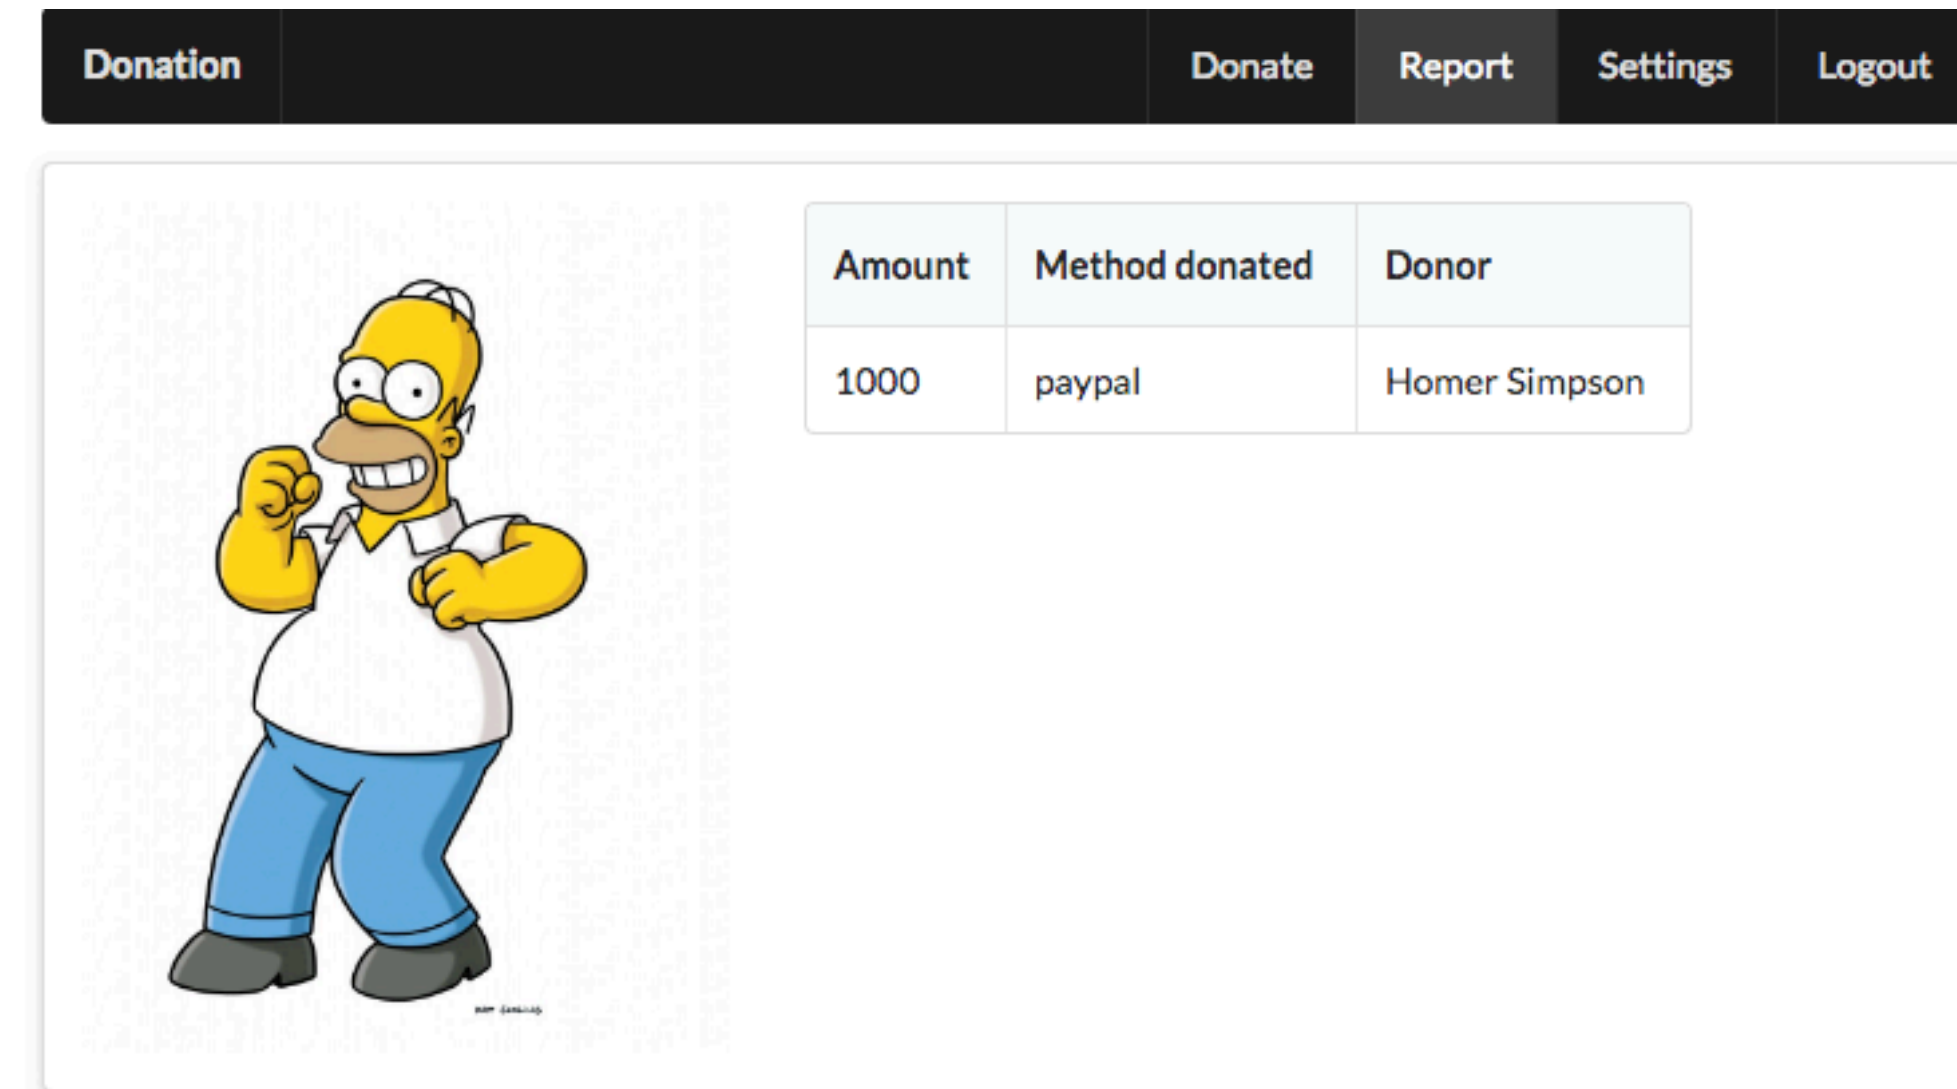 Donation Donate Report Settings Logout
Amount Method donated Donor
1000 paypal Homer Simpson